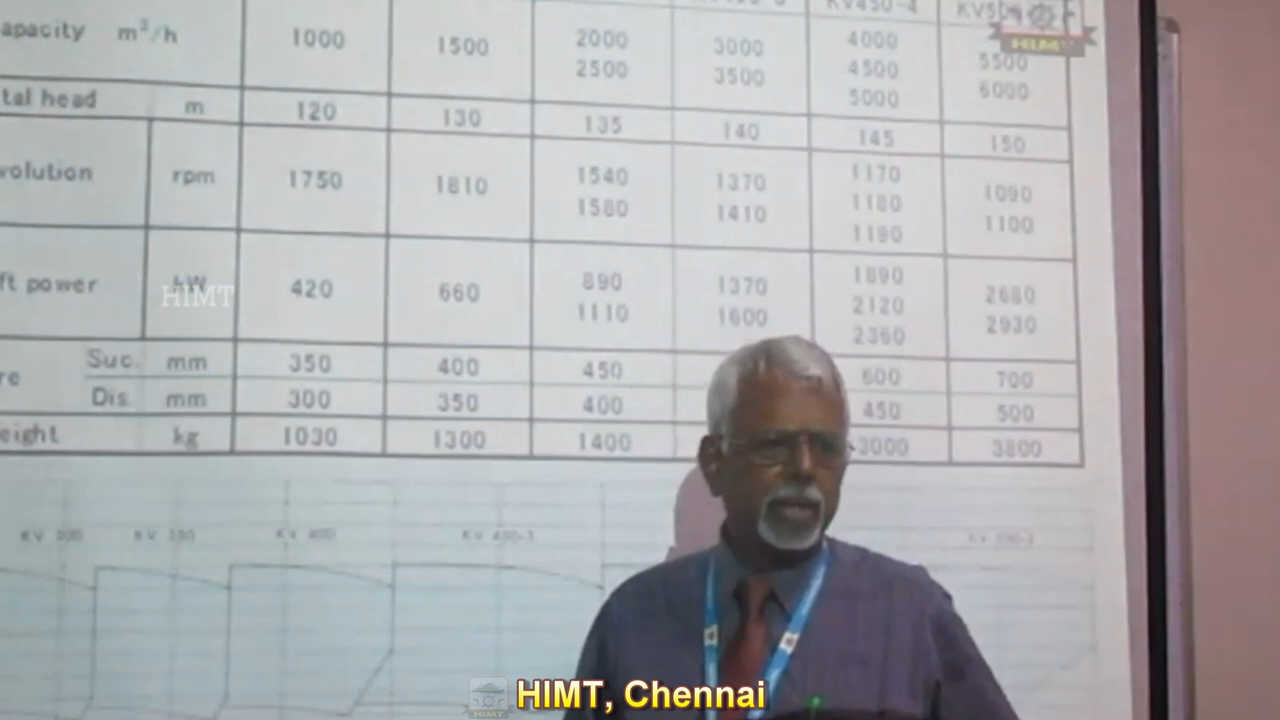 KV450-4
apacity m³/h 1000 1500 2000 3000 4000 5500
2500 3500 4500 6000
5000
HIMT
tal head m 120 130 135 140 145 150
volution rpm 1750 1810 1540 1370 1170 1090
1580 1410 1180 1100
1190
ft power kW 420 660 890 1370 1890 2680
1110 1600 2120 2930
2360
HIMT
re Suc. mm 350 400 450 600 700
Dis. mm 300 350 400 450 500
eight kg 1030 1300 1400 3000 3800
HIMT, Chennai
HIMT